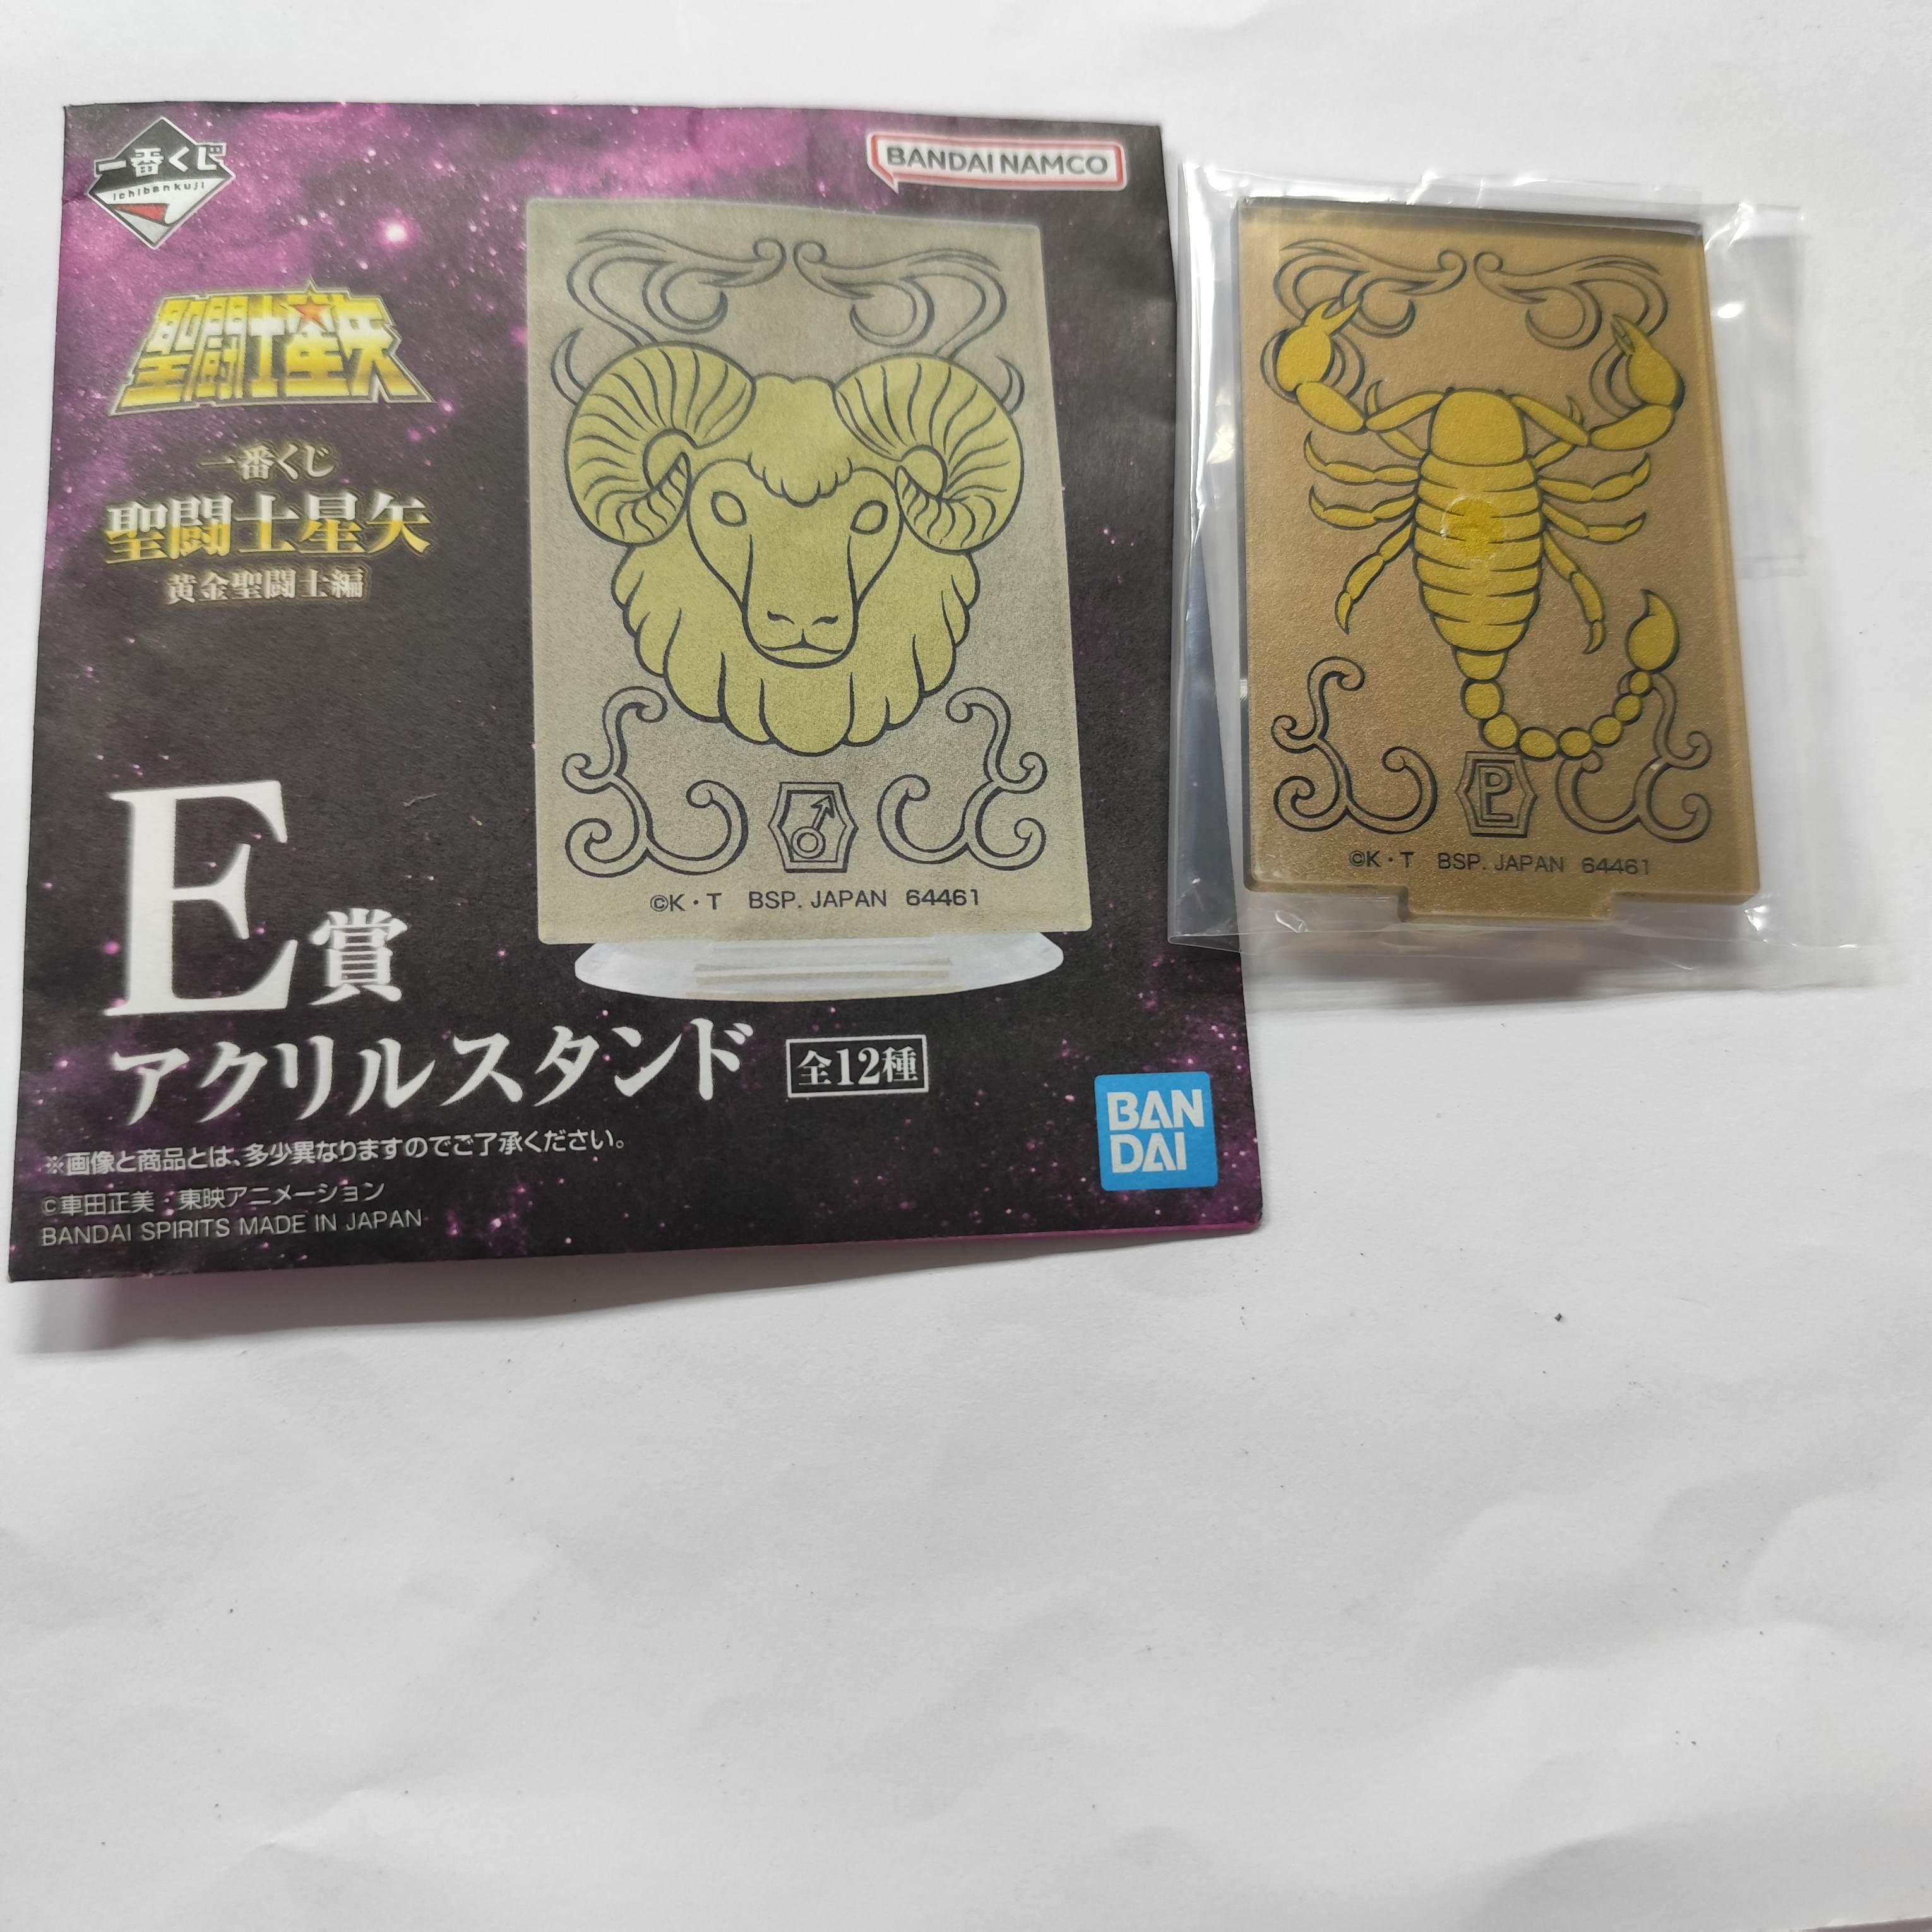 一番くじ
ichibankuji
BANDAI NAMCO
聖闘士星矢
一番くじ
聖闘士星矢
黄金聖闘士編
©K・T BSP. JAPAN 64461
E賞
アクリルスタンド 全12種
※画像と商品とは、多少異なりますのでご了承ください。
©車田正美・東映アニメーション
BANDAI SPIRITS MADE IN JAPAN
BAN
DAI
©K・T BSP. JAPAN 64461